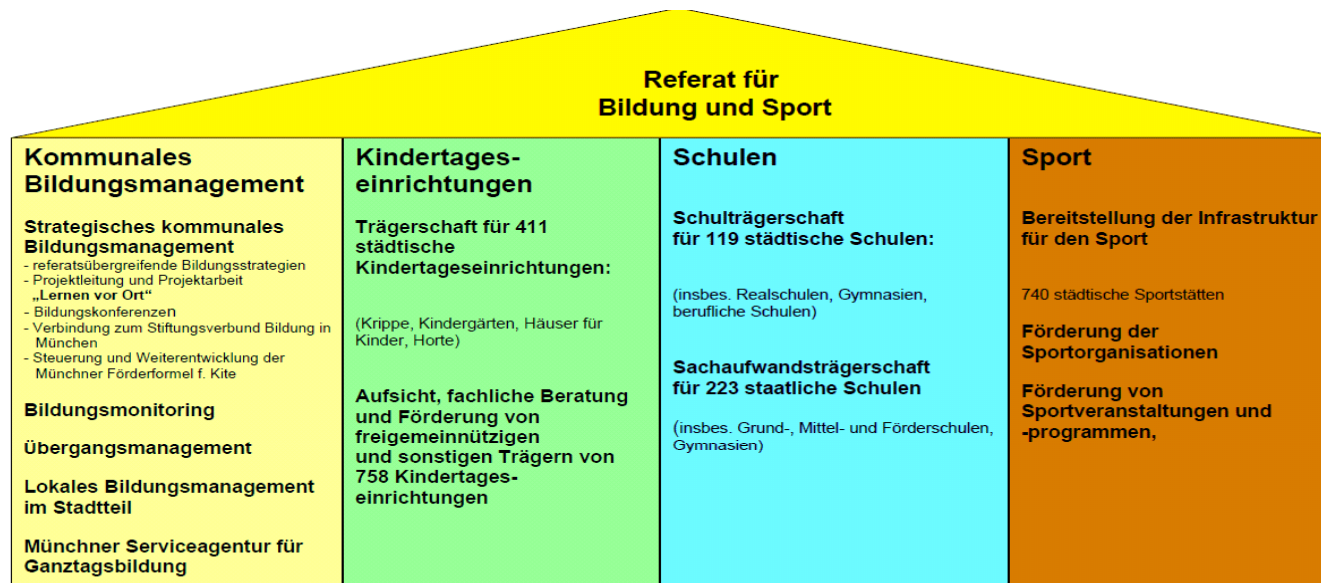 Referat für
Bildung und Sport
Kommunales
Bildungsmanagement
Strategisches kommunales
Bildungsmanagement
- referatsübergreifende Bildungsstrategien
- Projektleitung und Projektarbeit
„Lernen vor Ort“
- Bildungskonferenzen
- Verbindung zum Stiftungsverbund Bildung in
München
- Steuerung und Weiterentwicklung der
Münchner Förderformel f. Kite
Bildungsmonitoring
Übergangsmanagement
Lokales Bildungsmanagement
im Stadtteil
Münchner Serviceagentur für
Ganztagsbildung
Kindertages-
einrichtungen
Trägerschaft für 411
städtische
Kindertageseinrichtungen:
(Krippe, Kindergärten, Häuser für
Kinder, Horte)
Aufsicht, fachliche Beratung
und Förderung von
freigemeinnützigen
und sonstigen Trägern von
758 Kindertages-
einrichtungen
Schulen
Schulträgerschaft
für 119 städtische Schulen:
(insbes. Realschulen, Gymnasien,
berufliche Schulen)
Sachaufwandsträgerschaft
für 223 staatliche Schulen
(insbes. Grund-, Mittel- und Förderschulen,
Gymnasien)
Sport
Bereitstellung der Infrastruktur
für den Sport
740 städtische Sportstätten
Förderung der
Sportorganisationen
Förderung von
Sportveranstaltungen und
-programmen,